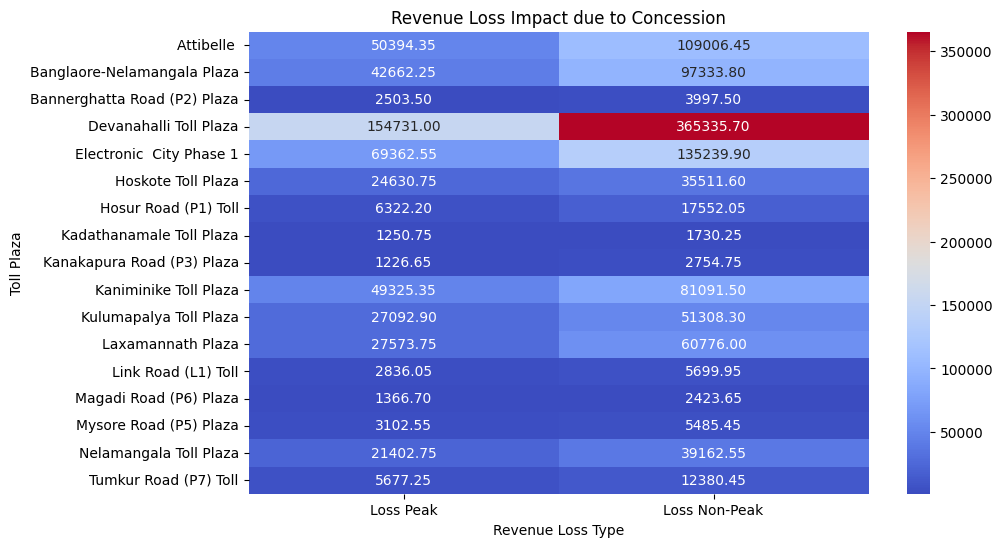 Revenue Loss Impact due to Concession
Toll Plaza
Attibelle 50394.35 109006.45
Banglaore-Nelamangala Plaza 42662.25 97333.80
Bannerghatta Road (P2) Plaza 2503.50 3997.50
Devanahalli Toll Plaza 154731.00 365335.70
Electronic  City Phase 1 69362.55 135239.90
Hoskote Toll Plaza 24630.75 35511.60
Hosur Road (P1) Toll 6322.20 17552.05
Kadathanamale Toll Plaza 1250.75 1730.25
Kanakapura Road (P3) Plaza 1226.65 2754.75
Kaniminike Toll Plaza 49325.35 81091.50
Kulumapalya Toll Plaza 27092.90 51308.30
Laxamannath Plaza 27573.75 60776.00
Link Road (L1) Toll 2836.05 5699.95
Magadi Road (P6) Plaza 1366.70 2423.65
Mysore Road (P5) Plaza 3102.55 5485.45
Nelamangala Toll Plaza 21402.75 39162.55
Tumkur Road (P7) Toll 5677.25 12380.45
Loss Peak Loss Non-Peak
Revenue Loss Type
350000
300000
250000
200000
150000
100000
50000